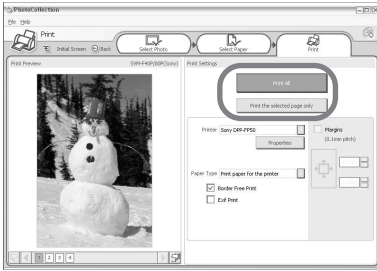 PhotoCollection
File Help
Print
Initial Screen Back Select Photo Select Paper Print
Print Preview SVM-F40P/80P(Sony) Print Settings
Print All
Print the selected page only
Printer Sony DPP-FP50 Margins
(0.1mm pitch)
Properties
Paper Type Print paper for the printer
Border Free Print
Exif Print
1 2 3 4